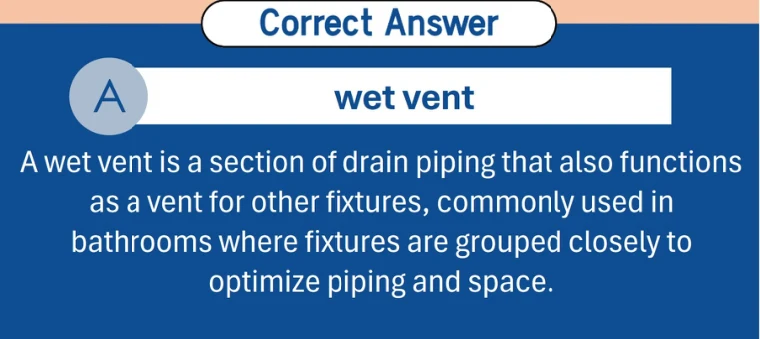 Correct Answer
A wet vent
A wet vent is a section of drain piping that also functions
as a vent for other fixtures, commonly used in
bathrooms where fixtures are grouped closely to
optimize piping and space.